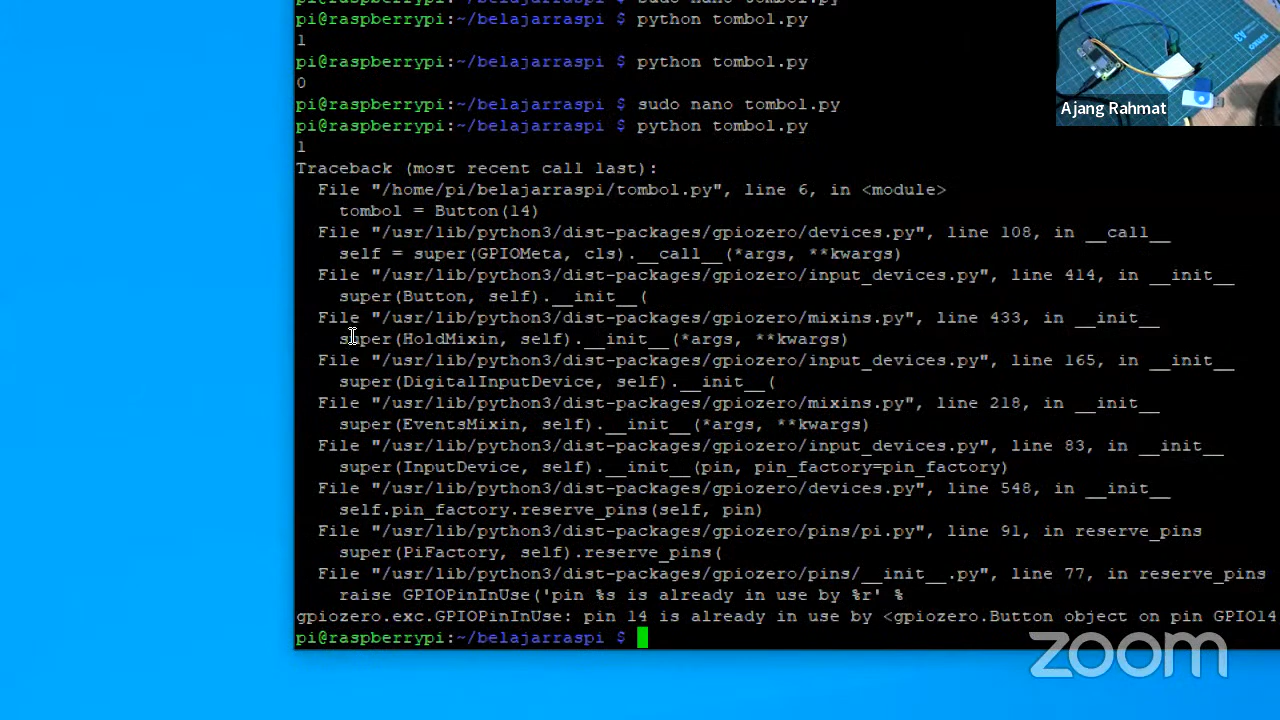 pi@raspberrypi:~/belajarraspi $ sudo nano tombol.py
pi@raspberrypi:~/belajarraspi $ python tombol.py
1
pi@raspberrypi:~/belajarraspi $ python tombol.py
0
pi@raspberrypi:~/belajarraspi $ sudo nano tombol.py
pi@raspberrypi:~/belajarraspi $ python tombol.py
1
Traceback (most recent call last):
File "/home/pi/belajarraspi/tombol.py", line 6, in <module>
tombol = Button(14)
File "/usr/lib/python3/dist-packages/gpiozero/devices.py", line 108, in __call__
self = super(GPIOMeta, cls).__call__(*args, **kwargs)
File "/usr/lib/python3/dist-packages/gpiozero/input_devices.py", line 414, in __init__
super(Button, self).__init__(
File "/usr/lib/python3/dist-packages/gpiozero/mixins.py", line 433, in __init__
super(HoldMixin, self).__init__(*args, **kwargs)
File "/usr/lib/python3/dist-packages/gpiozero/input_devices.py", line 165, in __init__
super(DigitalInputDevice, self).__init__(
File "/usr/lib/python3/dist-packages/gpiozero/mixins.py", line 218, in __init__
super(EventsMixin, self).__init__(*args, **kwargs)
File "/usr/lib/python3/dist-packages/gpiozero/input_devices.py", line 83, in __init__
super(InputDevice, self).__init__(pin, pin_factory=pin_factory)
File "/usr/lib/python3/dist-packages/gpiozero/devices.py", line 548, in __init__
self.pin_factory.reserve_pins(self, pin)
File "/usr/lib/python3/dist-packages/gpiozero/pins/pi.py", line 91, in reserve_pins
super(PiFactory, self).reserve_pins(
File "/usr/lib/python3/dist-packages/gpiozero/pins/__init__.py", line 77, in reserve_pins
raise GPIOPinInUse('pin %s is already in use by %r' %
gpiozero.exc.GPIOPinInUse: pin 14 is already in use by <gpiozero.Button object on pin GPIO14
pi@raspberrypi:~/belajarraspi $
A3
Ajang Rahmat
zoom